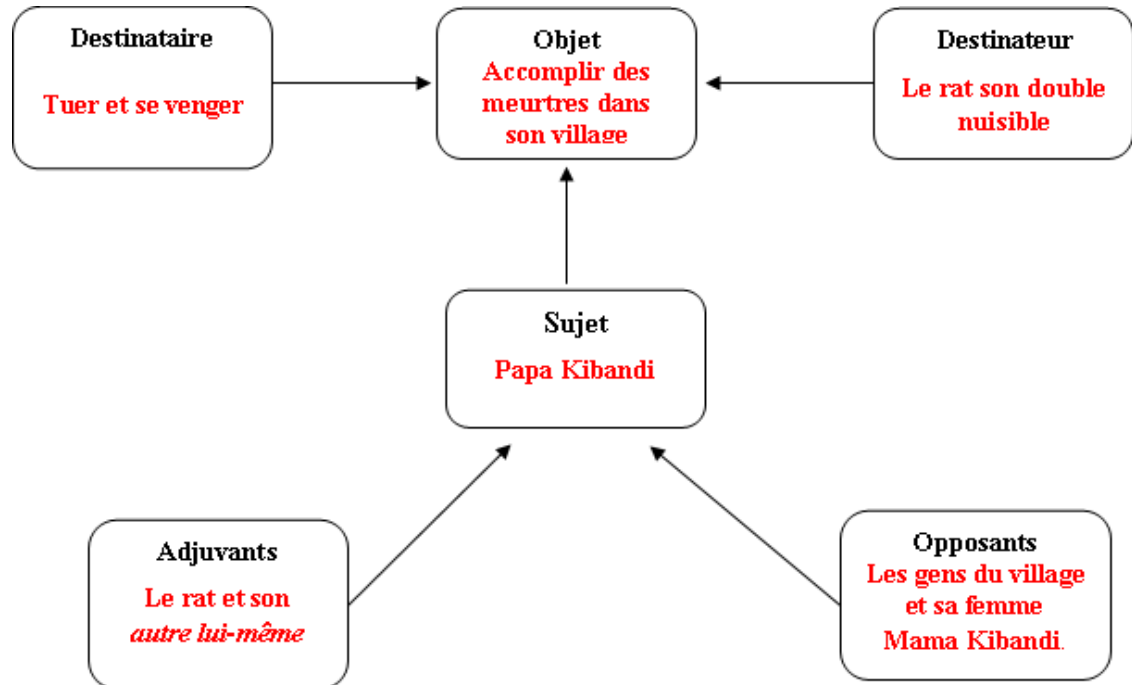 Destinataire
Tuer et se venger
Objet
Accomplir des
meurtres dans
son village
Destinateur
Le rat son double
nuisible
Sujet
Papa Kibandi
Adjuvants
Le rat et son
autre lui-même
Opposants
Les gens du village
et sa femme
Mama Kibandi.